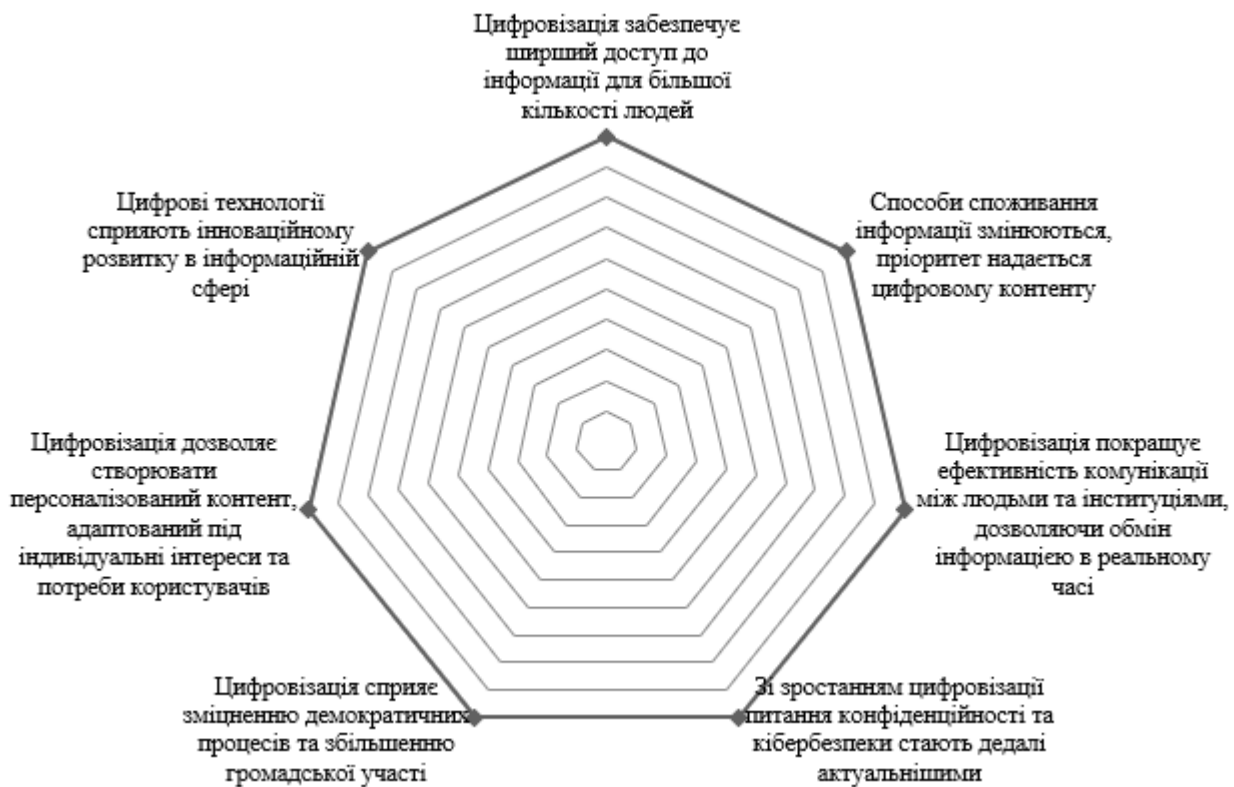 Цифровізація забезпечує
ширший доступ до
інформації для більшої
кількості людей
Способи споживання
інформації змінюються,
пріоритет надається
цифровому контенту
Цифровізація покращує
ефективність комунікації
між людьми та інституціями,
дозволяючи обмін
інформацією в реальному
часі
Зі зростанням цифровізації
питання конфіденційності та
кібербезпеки стають дедалі
актуальнішими
Цифровізація сприяє
зміцненню демократичних
процесів та збільшенню
громадської участі
Цифровізація дозволяє
створювати
персоналізований контент,
адаптований під
індивідуальні інтереси та
потреби користувачів
Цифрові технології
сприяють інноваційному
розвитку в інформаційній
сфері